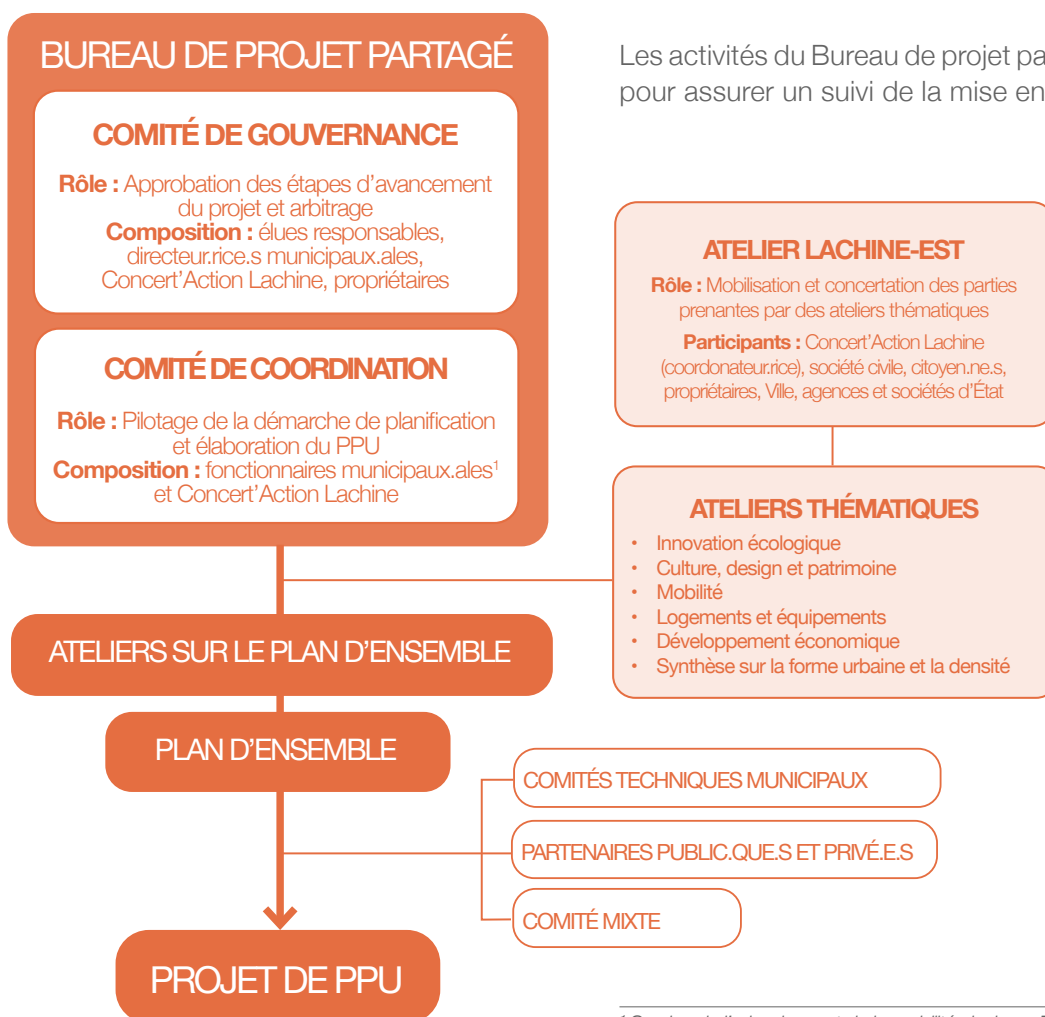 BUREAU DE PROJET PARTAGÉ
COMITÉ DE GOUVERNANCE
Rôle : Approbation des étapes d'avancement
du projet et arbitrage
Composition : élues responsables,
directeur.rice.s municipaux.ales,
Concert'Action Lachine, propriétaires
COMITÉ DE COORDINATION
Rôle : Pilotage de la démarche de planification
et élaboration du PPU
Composition : fonctionnaires municipaux.ales¹
et Concert'Action Lachine
Les activités du Bureau de projet pa
pour assurer un suivi de la mise en
ATELIER LACHINE-EST
Rôle : Mobilisation et concertation des parties
prenantes par des ateliers thématiques
Participants : Concert'Action Lachine
(coordonateur.rice), société civile, citoyen.ne.s,
propriétaires, Ville, agences et sociétés d'État
ATELIERS THÉMATIQUES
• Innovation écologique
• Culture, design et patrimoine
• Mobilité
• Logements et équipements
• Développement économique
• Synthèse sur la forme urbaine et la densité
ATELIERS SUR LE PLAN D'ENSEMBLE
PLAN D'ENSEMBLE
COMITÉS TECHNIQUES MUNICIPAUX
PARTENAIRES PUBLIC.QUE.S ET PRIVÉ.E.S
COMITÉ MIXTE
PROJET DE PPU